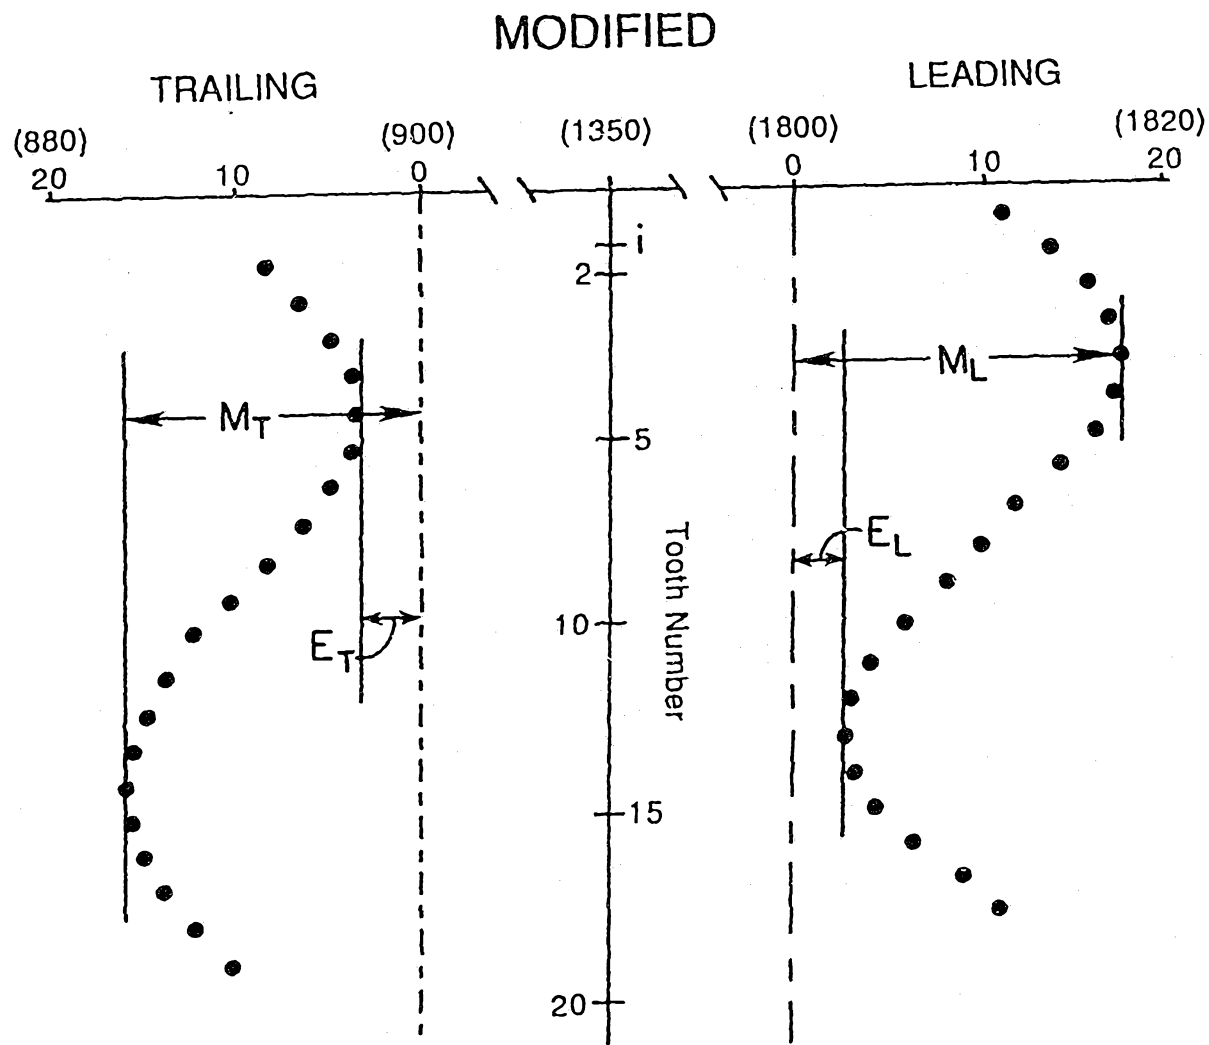 MODIFIED
TRAILING
LEADING
(880) (900) (1350) (1800) (1820)
20 10 0 0 10 20
i
2
M_T
M_L
5
E_L
Tooth Number
10
E_T
15
20